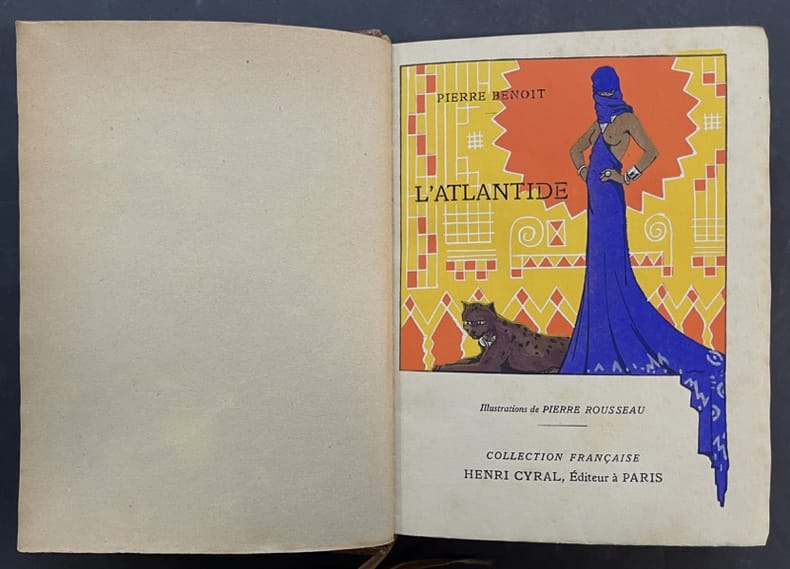 PIERRE BENOIT
L'ATLANTIDE
Illustrations de PIERRE ROUSSEAU
COLLECTION FRANÇAISE
HENRI CYRAL, Éditeur à PARIS